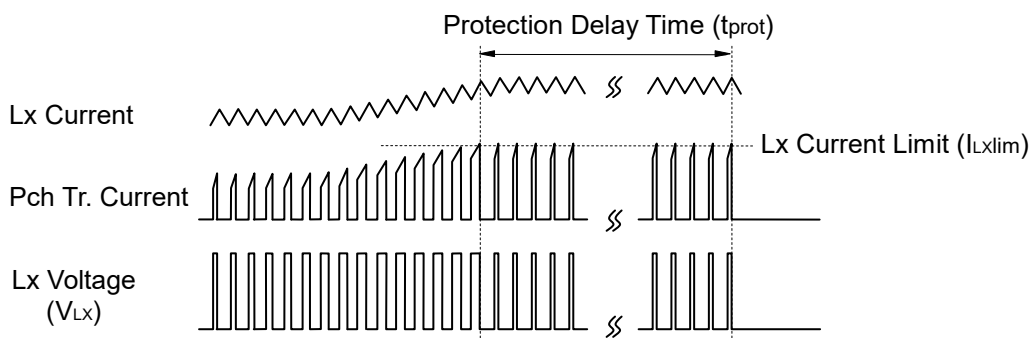 Protection Delay Time (tprot)
Lx Current
Lx Current Limit (ILXlim)
Pch Tr. Current
Lx Voltage
(VLX)